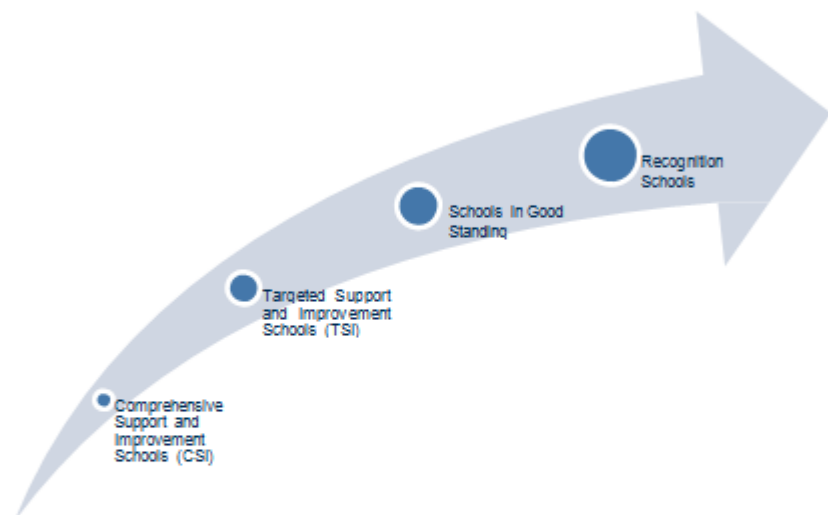 Recognition
Schools
Schools in Good
Standing
Targeted Support
and Improvement
Schools (TSI)
Comprehensive
Support and
Improvement
Schools (CSI)